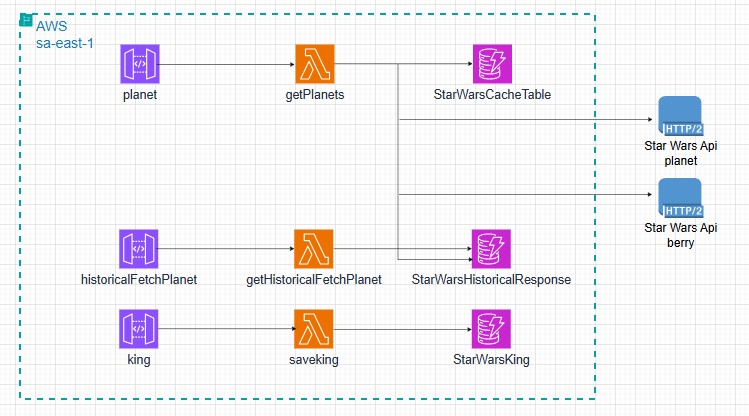 AWS
sa-east-1
planet
getPlanets
StarWarsCacheTable
HTTP/2
Star Wars Api
planet
HTTP/2
Star Wars Api
berry
historicalFetchPlanet
getHistoricalFetchPlanet
StarWarsHistoricalResponse
king
saveking
StarWarsKing